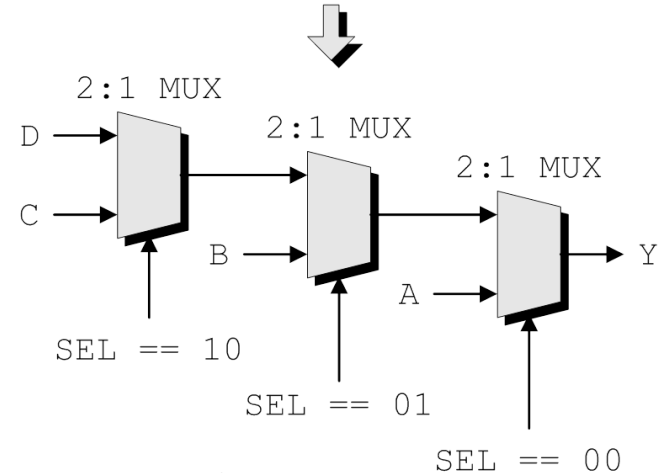 2:1 MUX
D
2:1 MUX
2:1 MUX
C
B
Y
A
SEL == 10
SEL == 01
SEL == 00